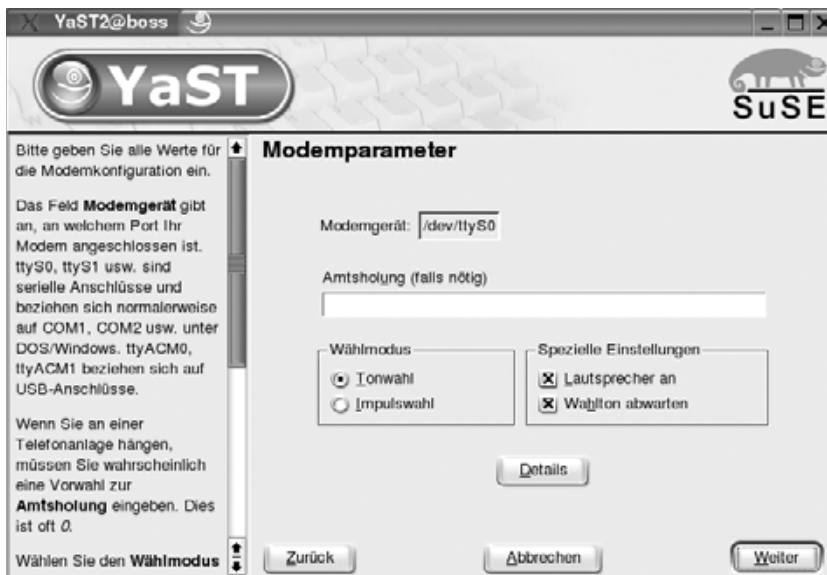 YaST2@boss
YaST
SuSE
Bitte geben Sie alle Werte für
die Modemkonfiguration ein.
Das Feld Modemgerät gibt
an, an welchem Port Ihr
Modem angeschlossen ist.
ttyS0, ttyS1 usw. sind
serielle Anschlüsse und
beziehen sich normalerweise
auf COM1, COM2 usw. unter
DOS/Windows. ttyACM0,
ttyACM1 beziehen sich auf
USB-Anschlüsse.
Wenn Sie an einer
Telefonanlage hängen,
müssen Sie wahrscheinlich
eine Vorwahl zur
Amtsholung eingeben. Dies
ist oft 0.
Wählen Sie den Wählmodus
Modemparameter
Modemgerät: /dev/ttyS0
Amtsholung (falls nötig)
Wählmodus
Tonwahl
Impulswahl
Spezielle Einstellungen
Lautsprecher an
Wahlton abwarten
Details
Zurück
Abbrechen
Weiter